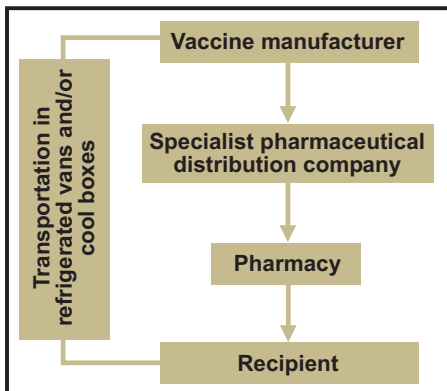 Vaccine manufacturer
Transportation in
refrigerated vans and/or
cool boxes
Specialist pharmaceutical
distribution company
Pharmacy
Recipient